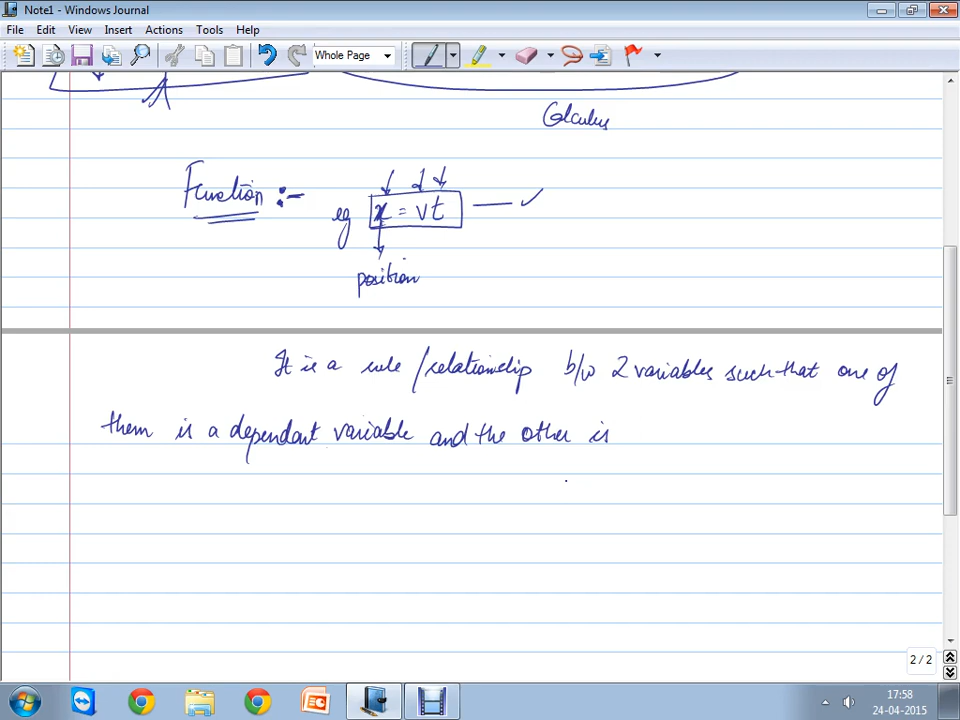 Note1 - Windows Journal
File Edit View Insert Actions Tools Help
Whole Page
Calculus
Function :-
eg x = vt
position
It is a rule/relationship b/w 2 variables such that one of
them is a dependant variable and the other is
2 / 2
17:58
24-04-2015